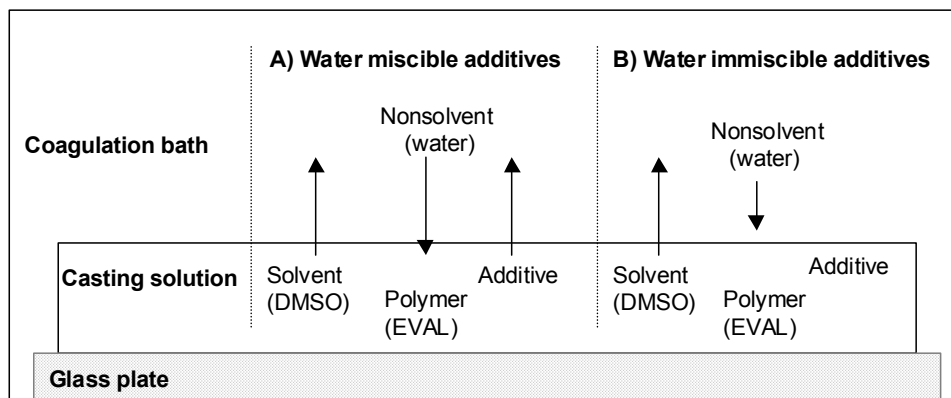 A) Water miscible additives
B) Water immiscible additives
Coagulation bath
Nonsolvent
(water)
Nonsolvent
(water)
Casting solution
Solvent
(DMSO)
Polymer
(EVAL)
Additive
Solvent
(DMSO)
Polymer
(EVAL)
Additive
Glass plate